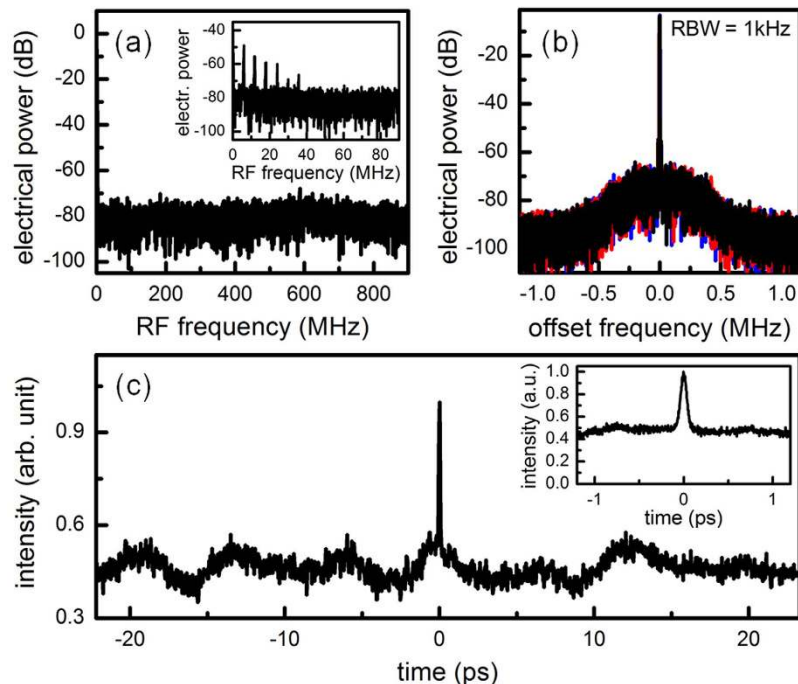 (a)
electrical power (dB)
0
-20
-40
-60
-80
-100
0 200 400 600 800
RF frequency (MHz)
electr. power
-40
-60
-80
-100
0 20 40 60 80
RF frequency (MHz)
(b)
RBW = 1kHz
electrical power (dB)
-20
-40
-60
-80
-100
-1.0 -0.5 0.0 0.5 1.0
offset frequency (MHz)
(c)
intensity (arb. unit)
0.9
0.6
0.3
-20 -10 0 10 20
time (ps)
intensity (a.u.)
1.0
0.8
0.6
0.4
0.2
0.0
-1 0 1
time (ps)